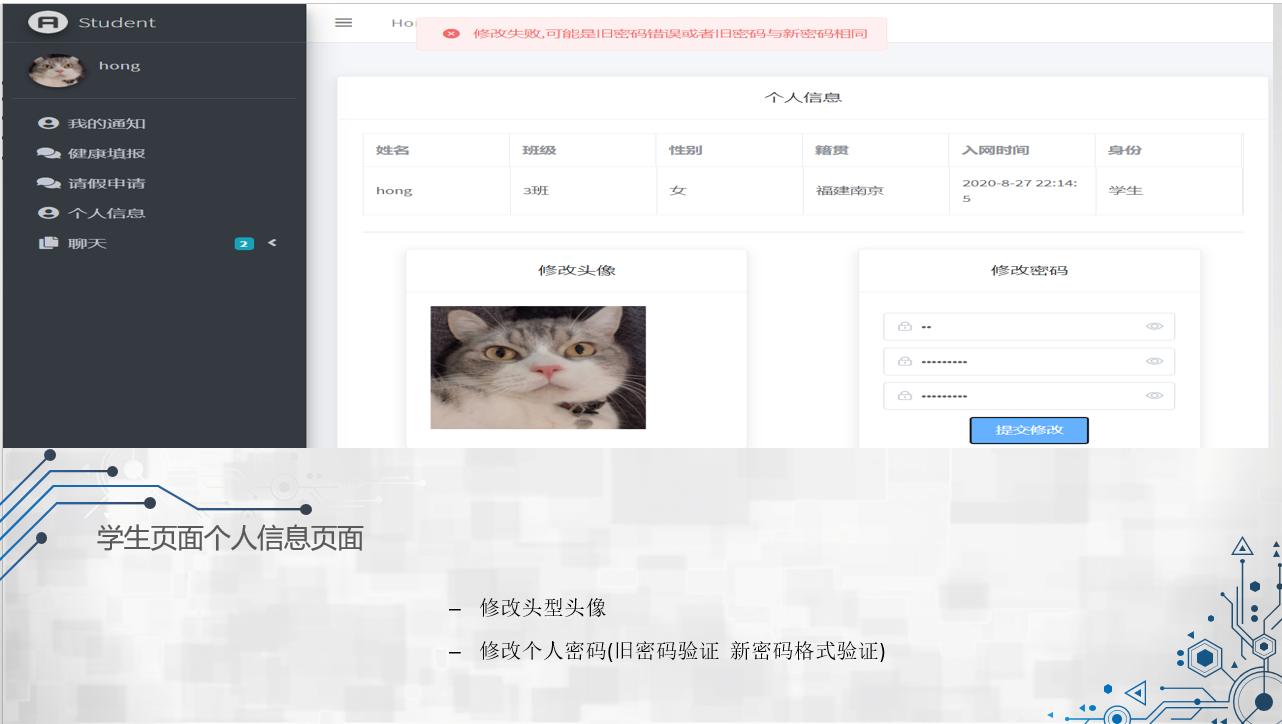 Student
hong
我的通知
健康填报
请假申请
个人信息
聊天 2
修改失败,可能是旧密码错误或者旧密码与新密码相同
个人信息
姓名 班级 性别 籍贯 入网时间 身份
hong 3班 女 福建南京 2020-8-27 22:14:
5 学生
修改头像
修改密码
提交修改
学生页面个人信息页面
– 修改头型头像
– 修改个人密码(旧密码验证 新密码格式验证)